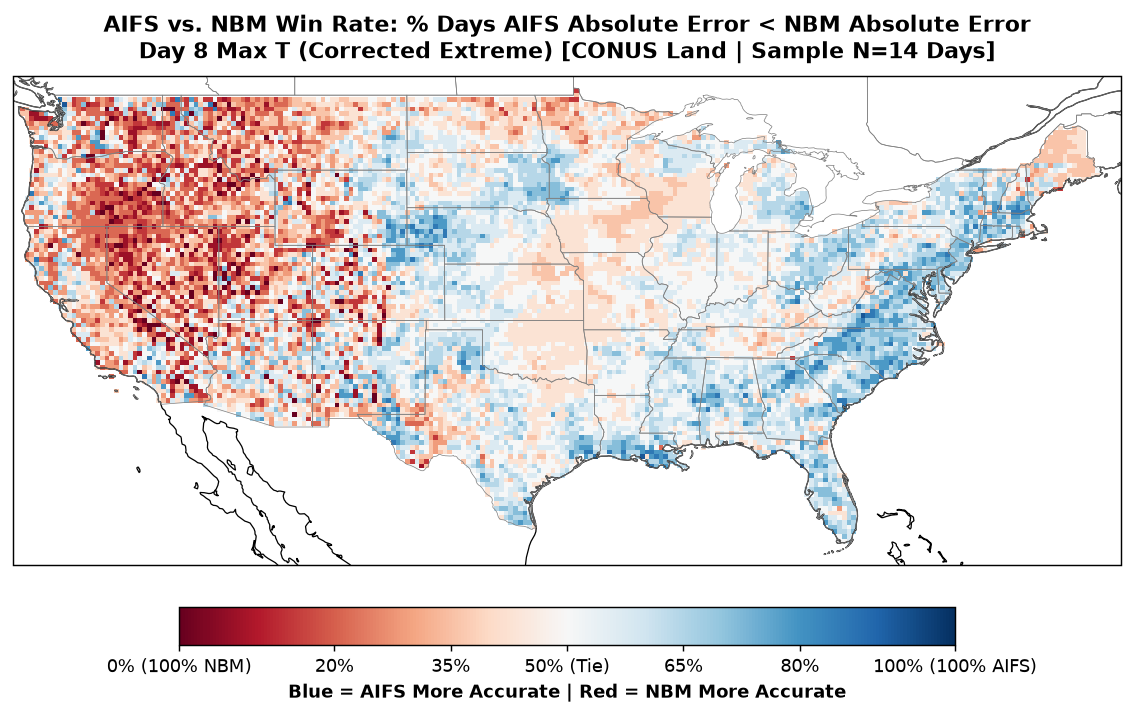 AIFS vs. NBM Win Rate: % Days AIFS Absolute Error < NBM Absolute Error
Day 8 Max T (Corrected Extreme) [CONUS Land | Sample N=14 Days]
0% (100% NBM) 20% 35% 50% (Tie) 65% 80% 100% (100% AIFS)
Blue = AIFS More Accurate | Red = NBM More Accurate